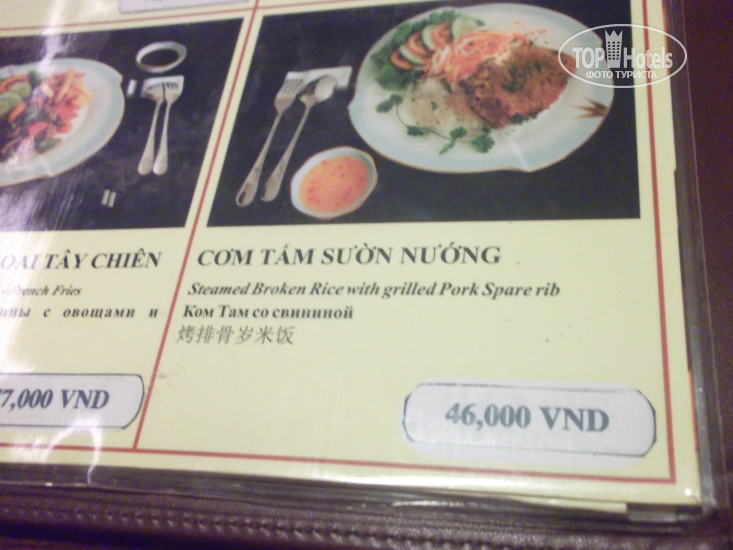 TOP Hotels
ФОТО ТУРИСТА
TÂY CHIÊN
- French Fries
с овощами и
7,000 VND
CƠM TẤM SƯỜN NƯỚNG
Steamed Broken Rice with grilled Pork Spare rib
Ком Там со свининой
烤排骨岁米饭
46,000 VND